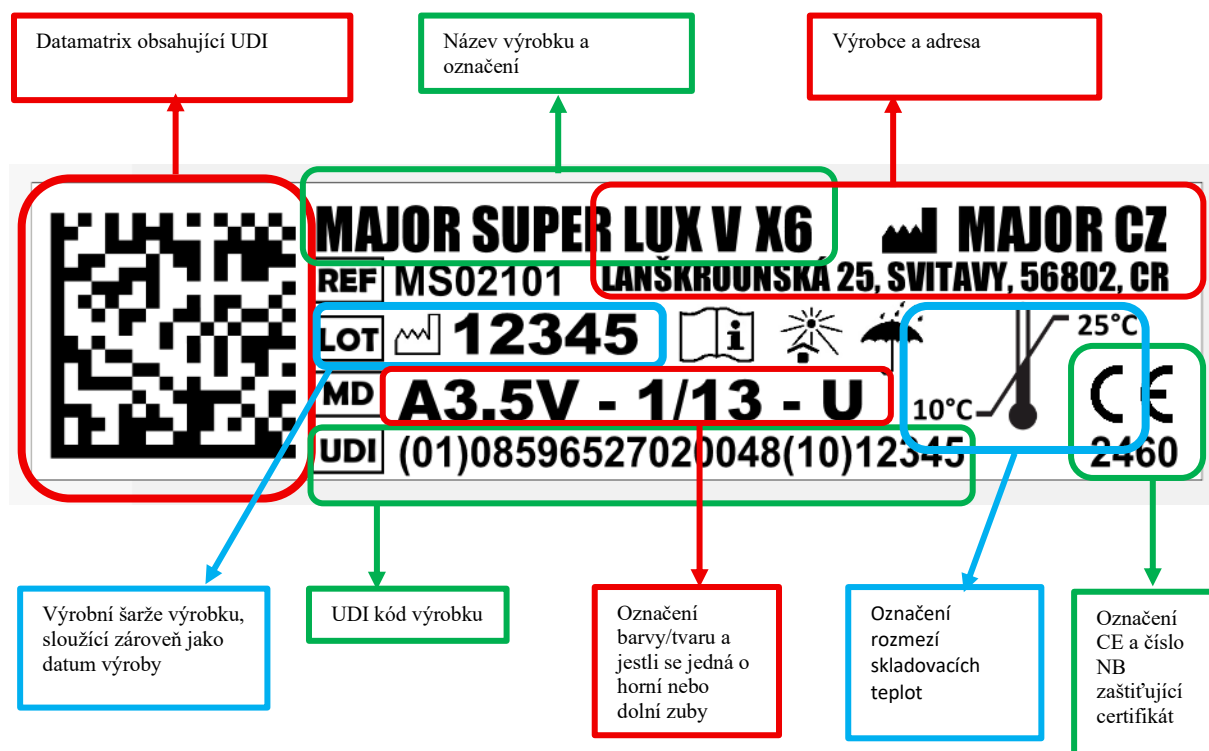 Datamatrix obsahující UDI
Název výrobku a
označení
Výrobce a adresa
MAJOR SUPER LUX V X6
MAJOR CZ
REF MS02101
LANŠKROUNSKÁ 25, SVITAVY, 56802, CR
LOT 12345
i
25°C
MD A3.5V - 1/13 - U
10°C
CE
UDI (01)08596527020048(10)12345
2460
Výrobní šarže výrobku,
sloužící zároveň jako
datum výroby
UDI kód výrobku
Označení
barvy/tvaru a
jestli se jedná o
horní nebo
dolní zuby
Označení
rozmezí
skladovacích
teplot
Označení
CE a číslo
NB
zaštiťující
certifikát